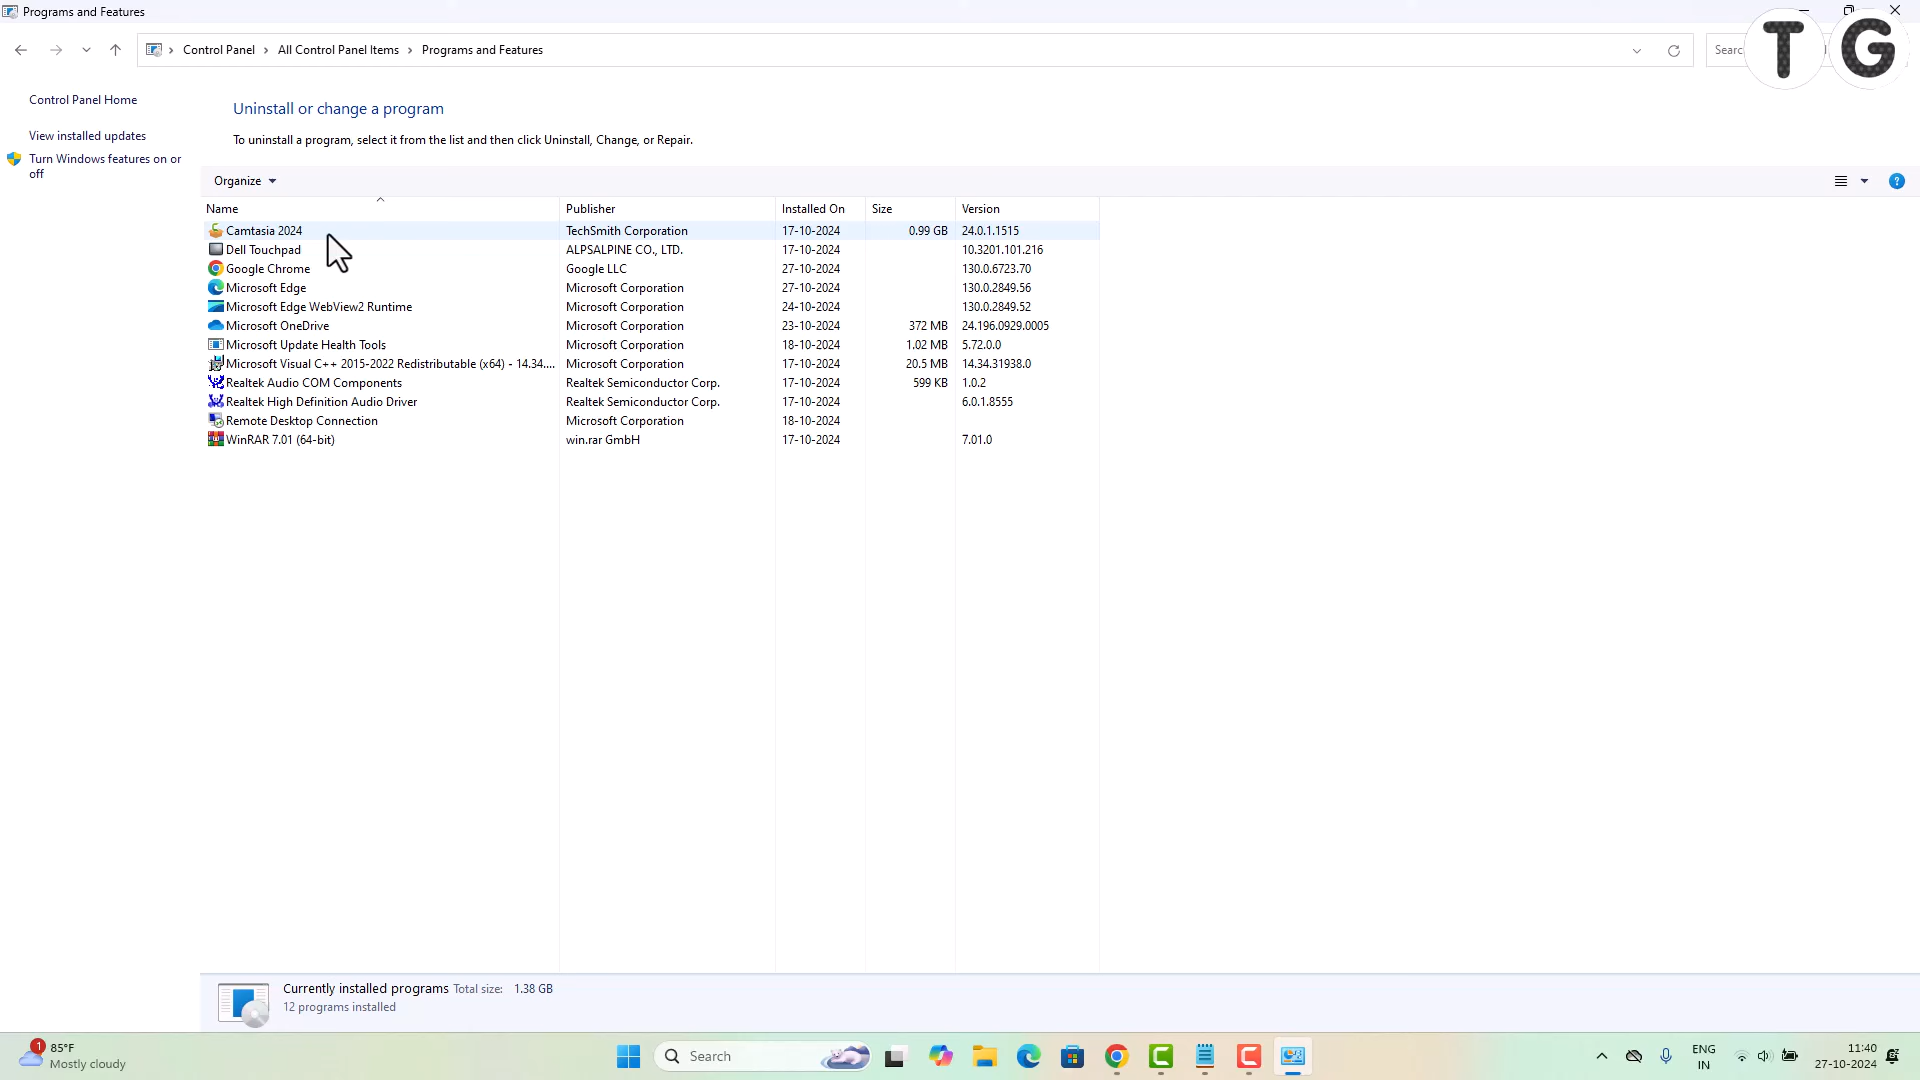 Programs and Features
Control Panel > All Control Panel Items > Programs and Features
Searc
T G
Control Panel Home
View installed updates
Turn Windows features on or
off
Uninstall or change a program
To uninstall a program, select it from the list and then click Uninstall, Change, or Repair.
Organize
Name Publisher Installed On Size Version
Camtasia 2024 TechSmith Corporation 17-10-2024 0.99 GB 24.0.1.1515
Dell Touchpad ALPSALPINE CO., LTD. 17-10-2024 10.3201.101.216
Google Chrome Google LLC 27-10-2024 130.0.6723.70
Microsoft Edge Microsoft Corporation 27-10-2024 130.0.2849.56
Microsoft Edge WebView2 Runtime Microsoft Corporation 24-10-2024 130.0.2849.52
Microsoft OneDrive Microsoft Corporation 23-10-2024 372 MB 24.196.0929.0005
Microsoft Update Health Tools Microsoft Corporation 18-10-2024 1.02 MB 5.72.0.0
Microsoft Visual C++ 2015-2022 Redistributable (x64) - 14.34.... Microsoft Corporation 17-10-2024 20.5 MB 14.34.31938.0
Realtek Audio COM Components Realtek Semiconductor Corp. 17-10-2024 599 KB 1.0.2
Realtek High Definition Audio Driver Realtek Semiconductor Corp. 17-10-2024 6.0.1.8555
Remote Desktop Connection Microsoft Corporation 18-10-2024
WinRAR 7.01 (64-bit) win.rar GmbH 17-10-2024 7.01.0
Currently installed programs Total size: 1.38 GB
12 programs installed
1
85°F
Mostly cloudy
Search
ENG
IN
11:40
27-10-2024